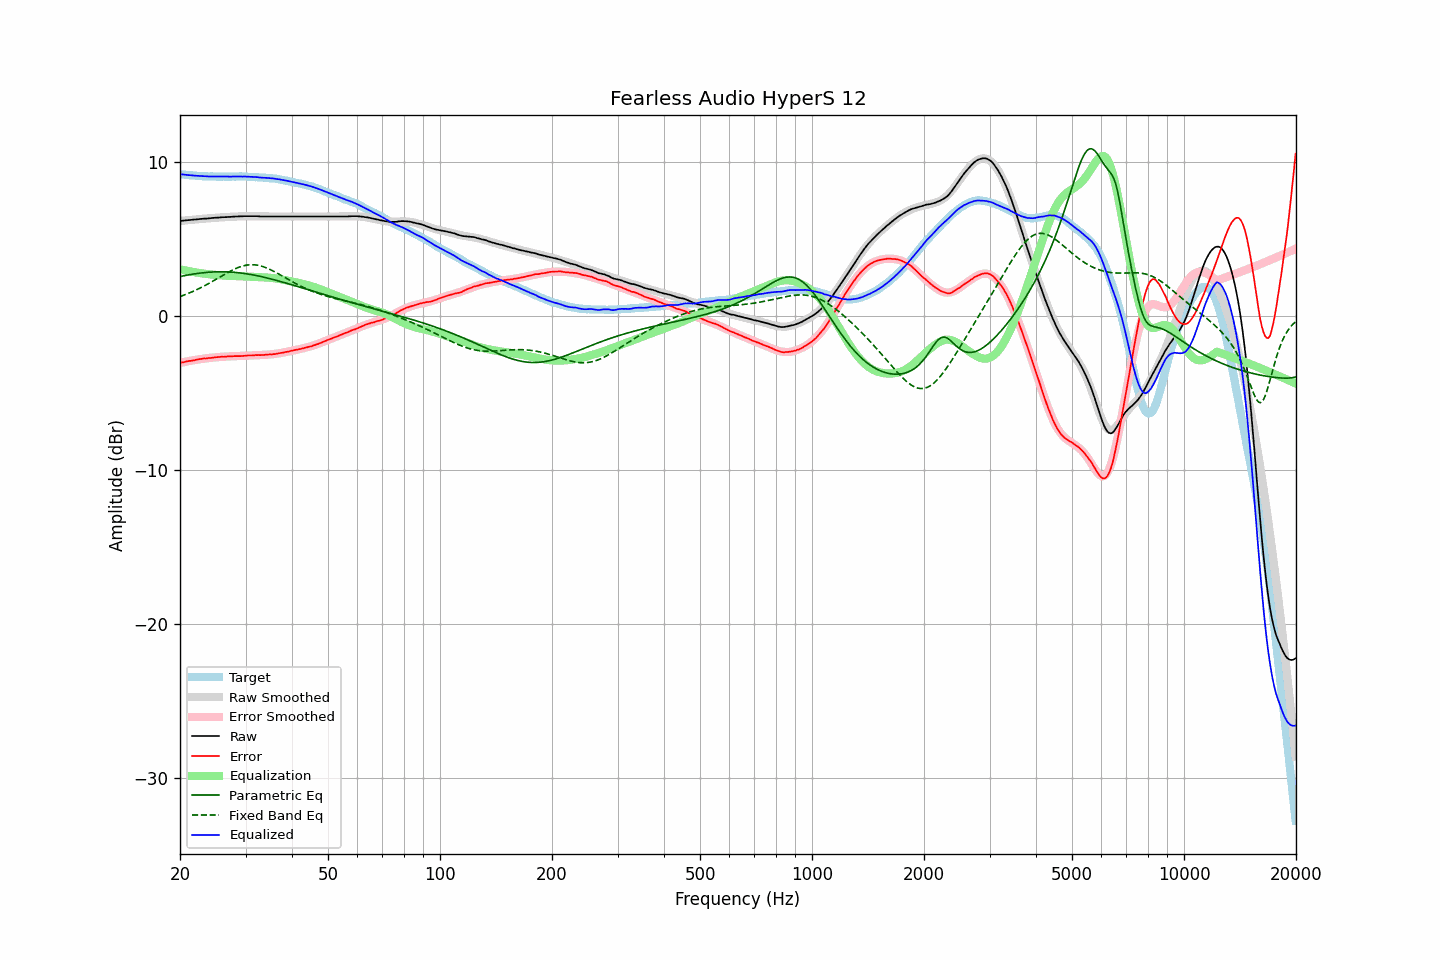 Fearless Audio HyperS 12
Amplitude (dBr)
10
0
−10
−20
−30
Target
Raw Smoothed
Error Smoothed
Raw
Error
Equalization
Parametric Eq
Fixed Band Eq
Equalized
20 50 100 200 500 1000 2000 5000 10000 20000
Frequency (Hz)